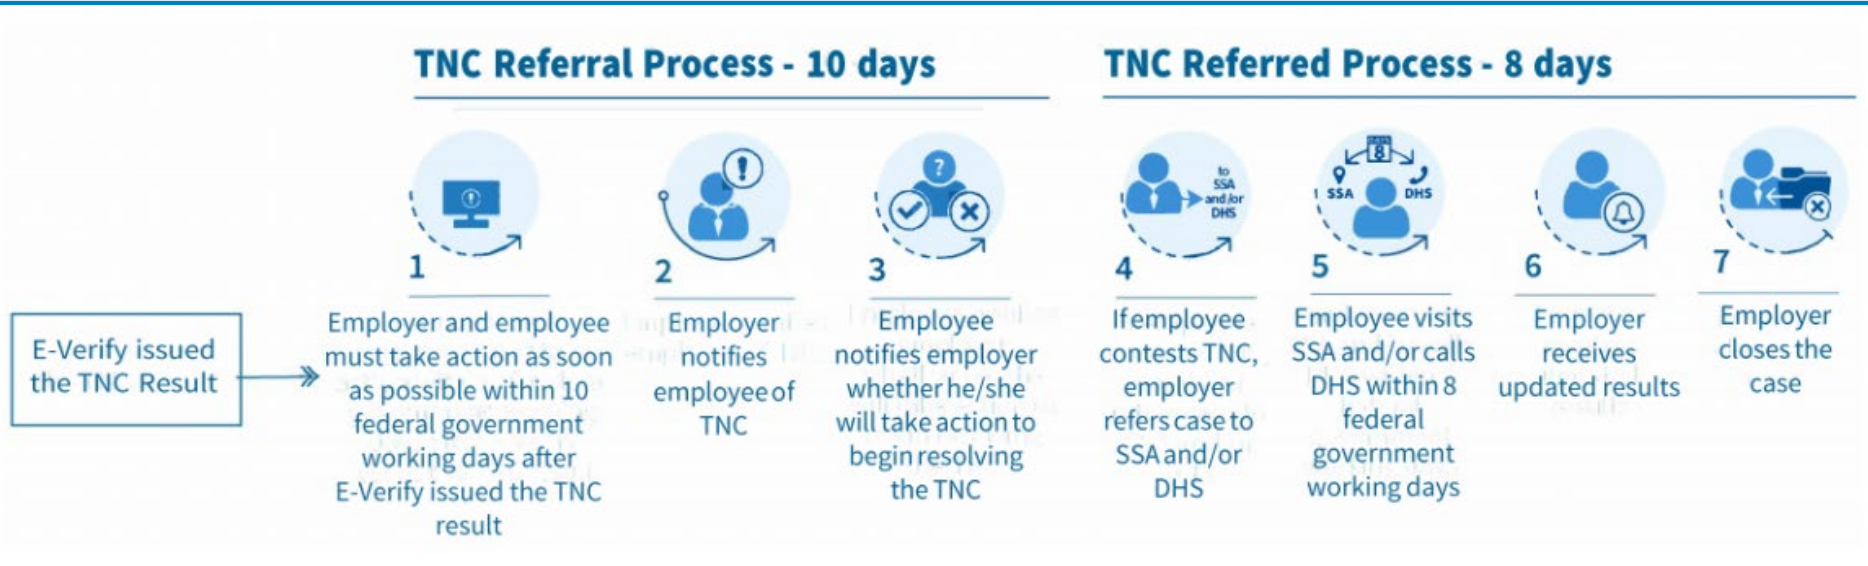 TNC Referral Process - 10 days
TNC Referred Process - 8 days
E-Verify issued
the TNC Result
1
Employer and employee
must take action as soon
as possible within 10
federal government
working days after
E-Verify issued the TNC
result
2
Employer
notifies
employee of
TNC
?
3
Employee
notifies employer
whether he/she
will take action to
begin resolving
the TNC
to
SSA
and/or
DHS
4
If employee
contests TNC,
employer
refers case to
SSA and/or
DHS
8
SSA
DHS
5
Employee visits
SSA and/or calls
DHS within 8
federal
government
working days
6
Employer
receives
updated results
7
Employer
closes the
case